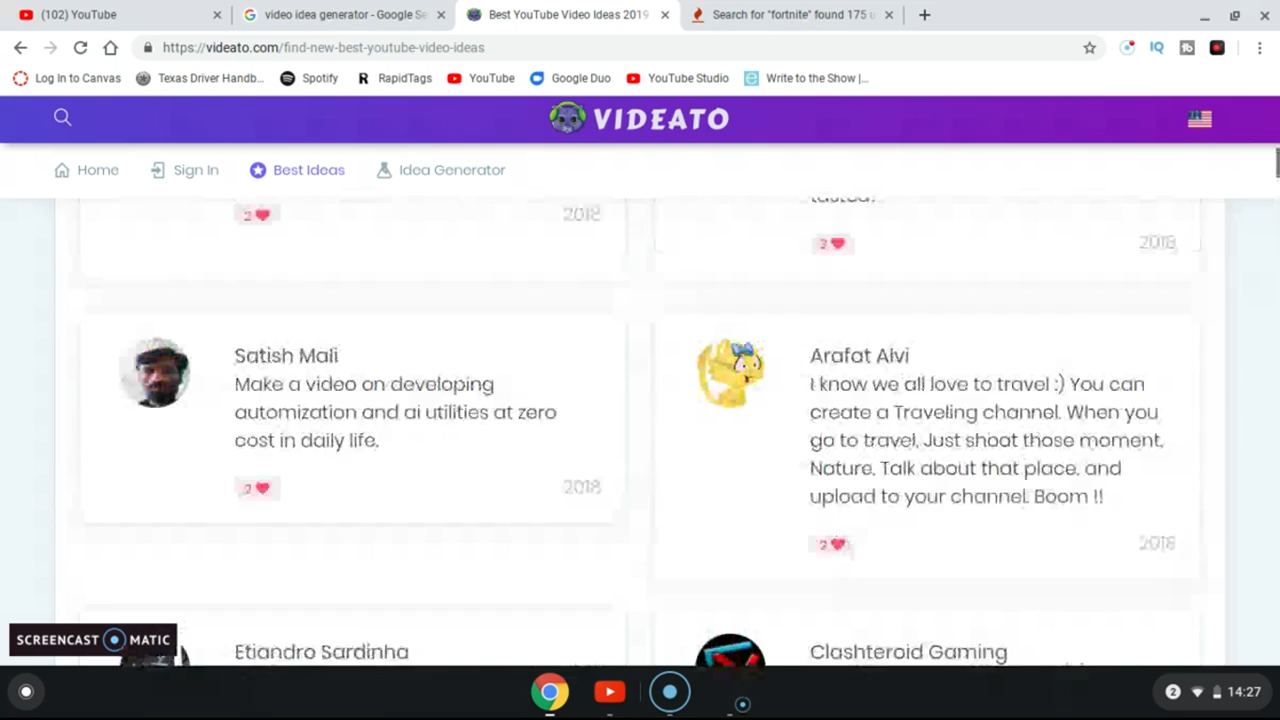 (102) YouTube
video idea generator - Google Se
Best YouTube Video Ideas 2019
Search for "fortnite" found 175 u
https://videato.com/find-new-best-youtube-video-ideas
IQ
Log In to Canvas
Texas Driver Handb...
Spotify
R RapidTags
YouTube
Google Duo
YouTube Studio
Write to the Show |...
VIDEATO
Home
Sign In
Best Ideas
Idea Generator
2
2018
tasted?
2018
Satish Mali
Make a video on developing
automization and ai utilities at zero
cost in daily life.
2
2018
Arafat Alvi
I know we all love to travel :) You can
create a Traveling channel. When you
go to travel, Just shoot those moment,
Nature, Talk about that place, and
upload to your channel. Boom !!
2018
Etiandro Sardinha
Clashteroid Gaming
SCREENCAST MATIC
2
14:27